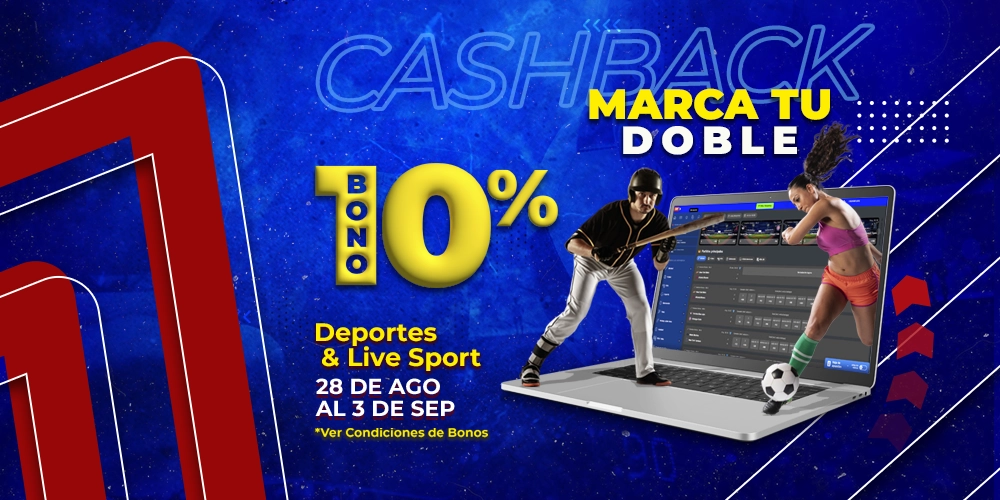 CASHBACK
MARCA TU
DOBLE
BONO
10%
Deportes
& Live Sport
28 DE AGO
AL 3 DE SEP
*Ver Condiciones de Bonos